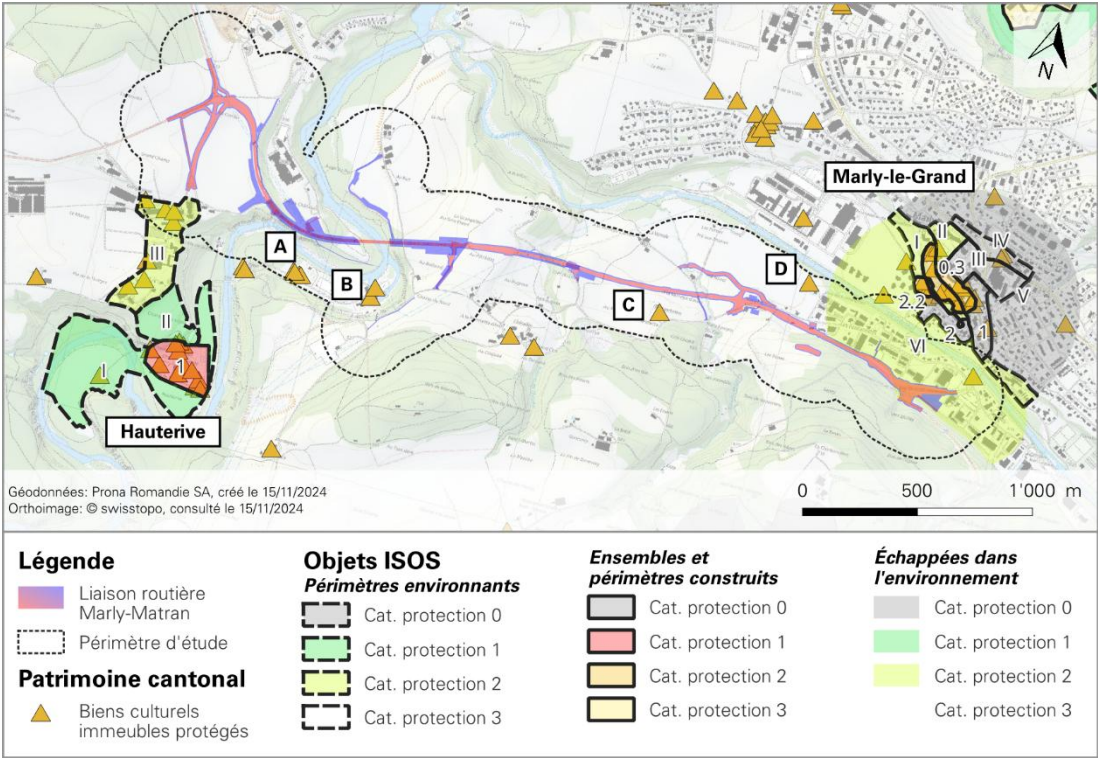 N
Marly-le-Grand
A
B
C
D
III
II
I
1
Hauterive
I
II
IV
III
V
0.3
2.2
2
1
VI
Géodonnées: Prona Romandie SA, créé le 15/11/2024
Orthoimage: © swisstopo, consulté le 15/11/2024
0 500 1'000 m
Légende
Liaison routière
Marly-Matran
Périmètre d'étude
Patrimoine cantonal
Biens culturels
immeubles protégés
Objets ISOS
Périmètres environnants
Cat. protection 0
Cat. protection 1
Cat. protection 2
Cat. protection 3
Ensembles et
périmètres construits
Cat. protection 0
Cat. protection 1
Cat. protection 2
Cat. protection 3
Échappées dans
l'environnement
Cat. protection 0
Cat. protection 1
Cat. protection 2
Cat. protection 3